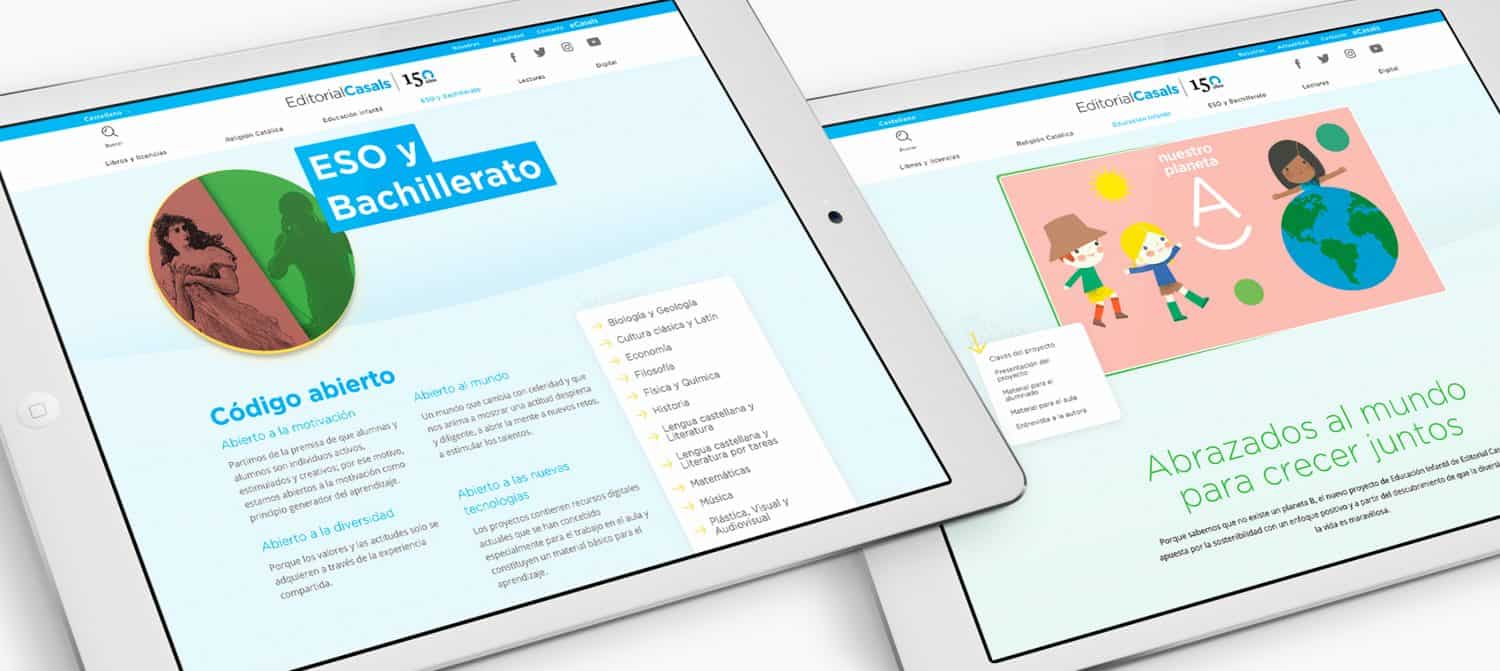 Nosotros Actualidad Contacto eCasals
Castellano
EditorialCasals 150 años
Buscar
Libros y licencias Religión Católica Educación Infantil ESO y Bachillerato Lectures Digital
ESO y
Bachillerato
Código abierto
Abierto a la motivación
Partimos de la premisa de que alumnas y
alumnos son individuos activos,
estimulados y creativos; por ese motivo,
estamos abiertos a la motivación como
principio generador del aprendizaje.
Abierto a la diversidad
Porque los valores y las actitudes solo se
adquieren a través de la experiencia
compartida.
Abierto al mundo
Un mundo que cambia con celeridad y que
nos anima a mostrar una actitud despierta
y diligente, a abrir la mente a nuevos retos,
a estimular los talentos.
Abierto a las nuevas
tecnologías
Los proyectos contienen recursos digitales
actuales que se han concebido
especialmente para el trabajo en el aula y
constituyen un material básico para el
aprendizaje.
Biología y Geología
Cultura clásica y Latín
Economía
Filosofía
Física y Química
Historia
Lengua castellana y
Literatura
Lengua castellana y
Literatura por tareas
Matemáticas
Música
Plástica, Visual y
Audiovisual
Nosotros Actualidad Contacto eCasals
Castellano
EditorialCasals 150 años
Buscar
Libros y licencias Religión Católica Educación Infantil ESO y Bachillerato Lectures Digital
nuestro
planeta
A
Claves del proyecto
Presentación del
proyecto
Material para el
alumnado
Material para el aula
Entrevista a la autora
Abrazados al mundo
para crecer juntos
Porque sabemos que no existe un planeta B, el nuevo proyecto de Educación Infantil de Editorial
apuesta por la sostenibilidad con un enfoque positivo y a partir del descubrimiento de que la
la vida es maravillosa.